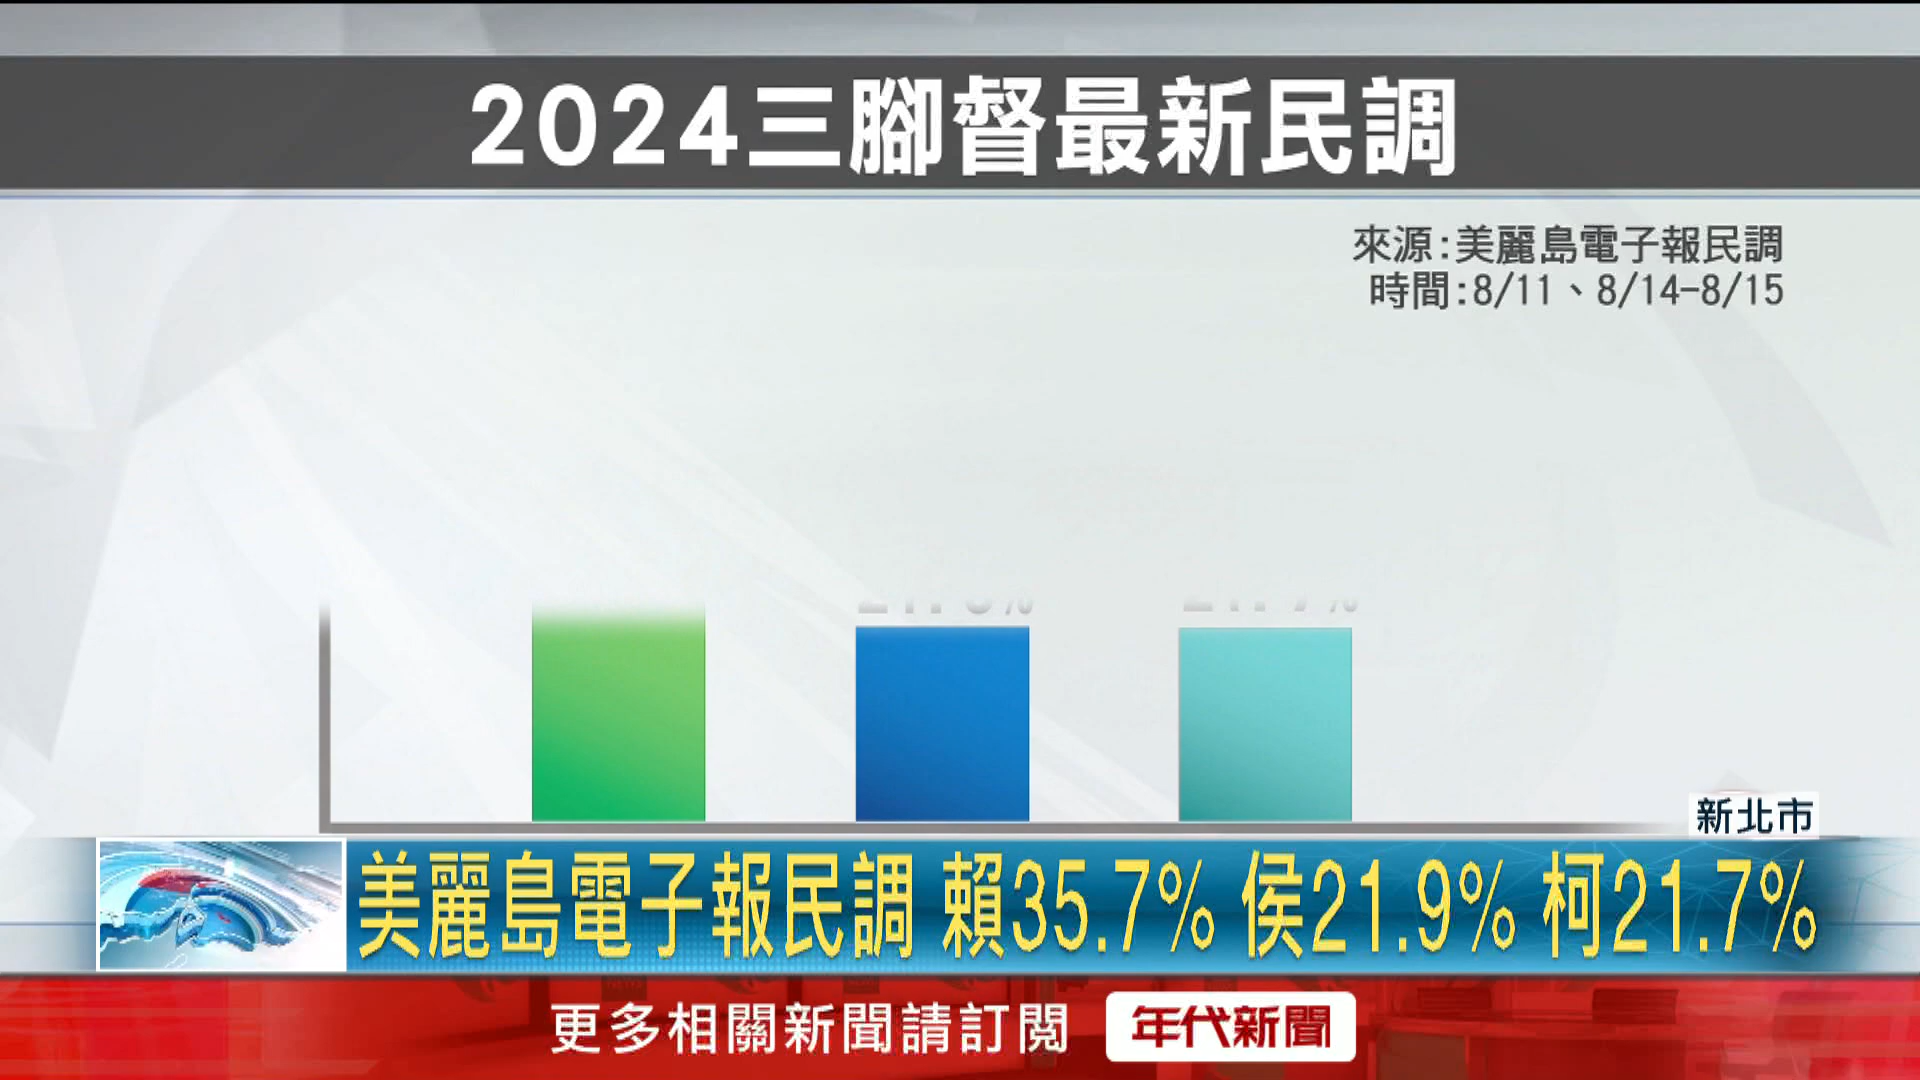 2024三腳督最新民調
來源:美麗島電子報民調
時間:8/11、8/14-8/15
新北市
美麗島電子報民調 賴35.7% 侯21.9% 柯21.7%
更多相關新聞請訂閱 年代新聞